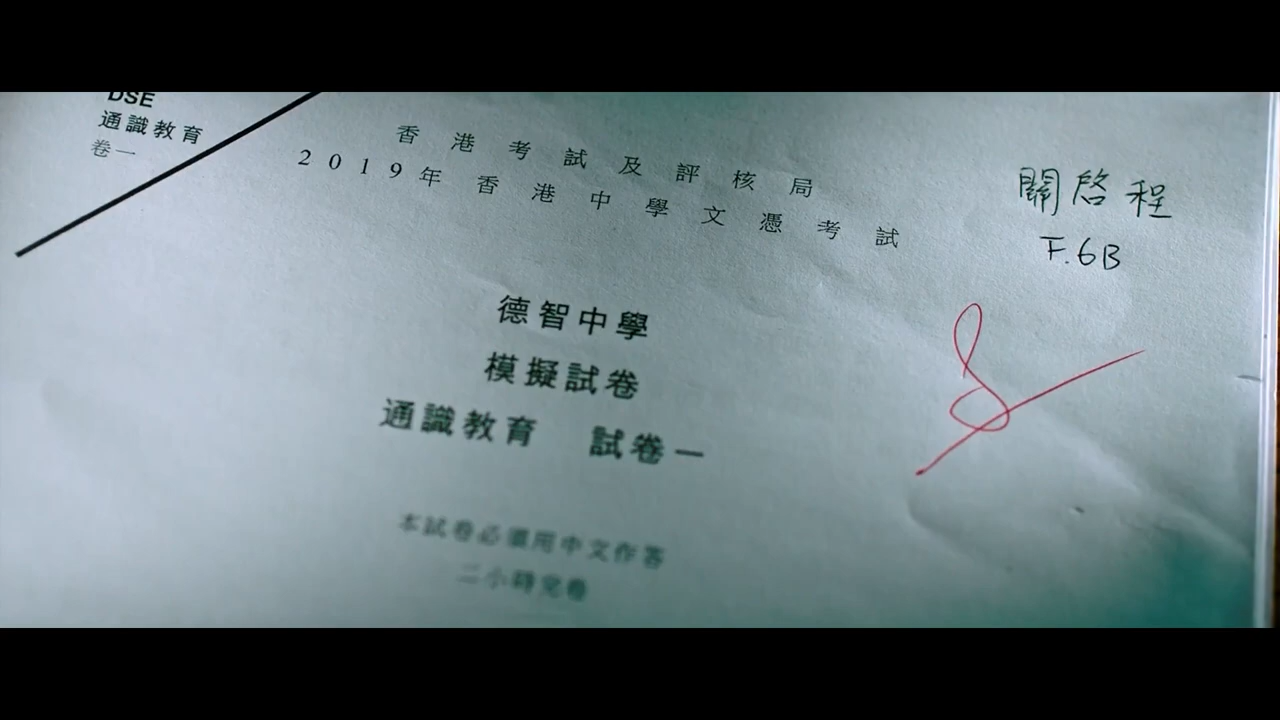 DSE
通識教育
卷一
香港考試及評核局
2019年香港中學文憑考試
關啓程
F.6B
德智中學
模擬試卷
通識教育 試卷一
本試卷必須用中文作答
二小時完卷